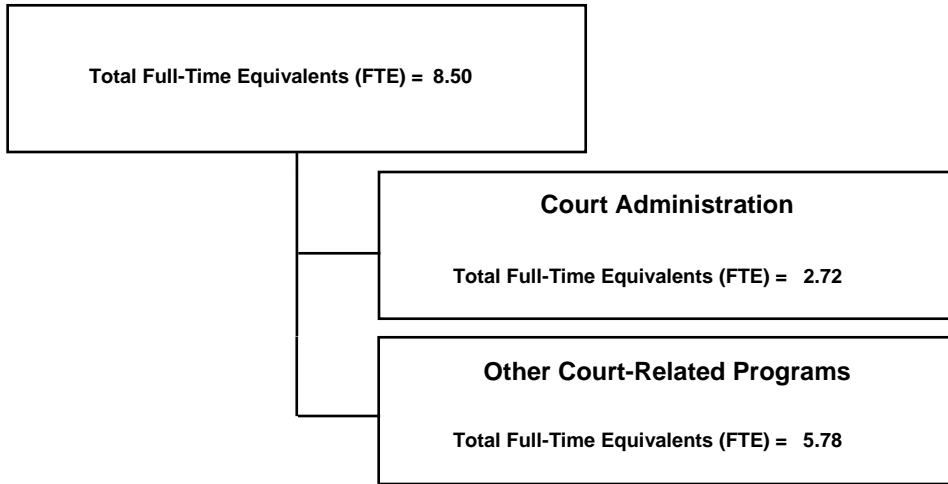 Total Full-Time Equivalents (FTE) = 8.50
Court Administration
Total Full-Time Equivalents (FTE) = 2.72
Other Court-Related Programs
Total Full-Time Equivalents (FTE) = 5.78